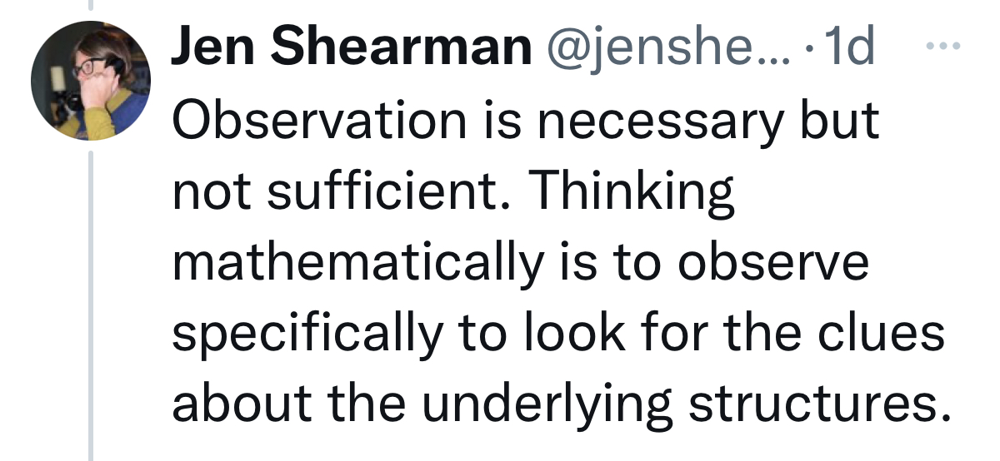 Jen Shearman @jenshe... · 1d
Observation is necessary but
not sufficient. Thinking
mathematically is to observe
specifically to look for the clues
about the underlying structures.